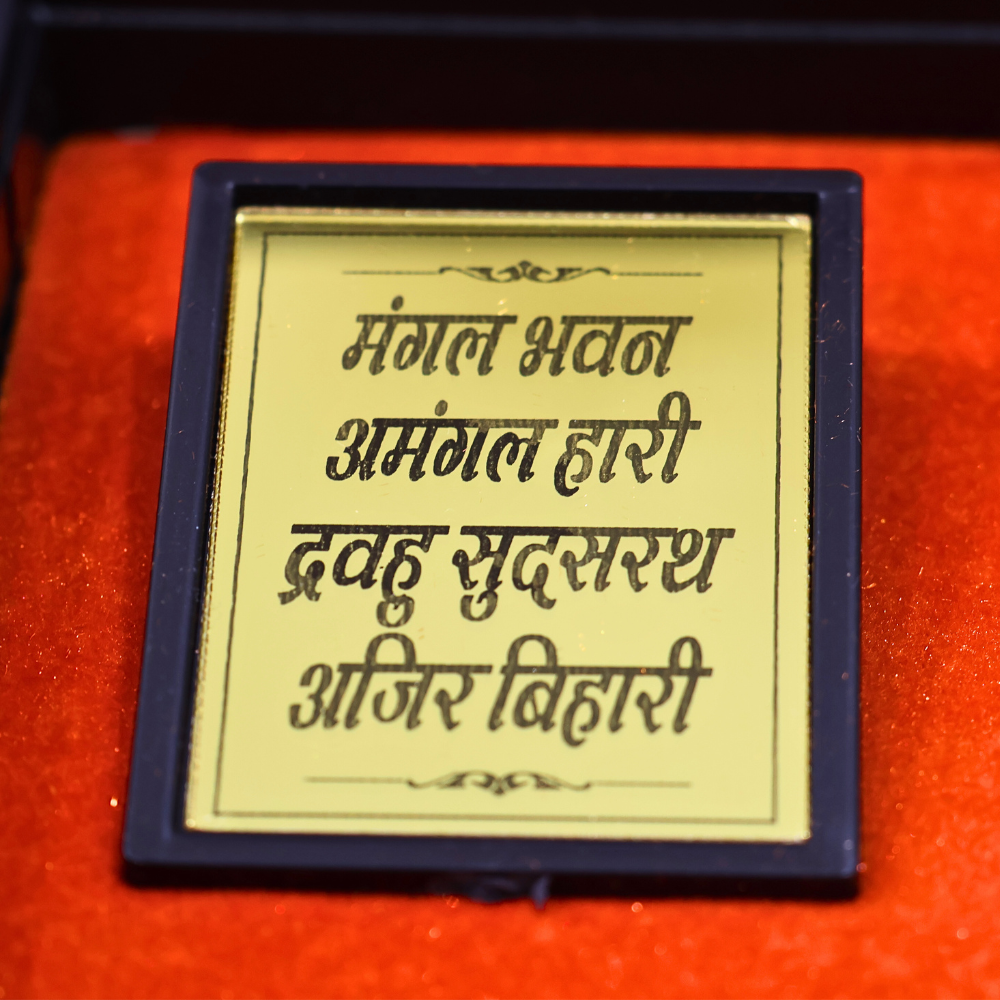 मंगल भवन
अमंगल हारी
द्रवहु सुदसरथ
अजिर बिहारी